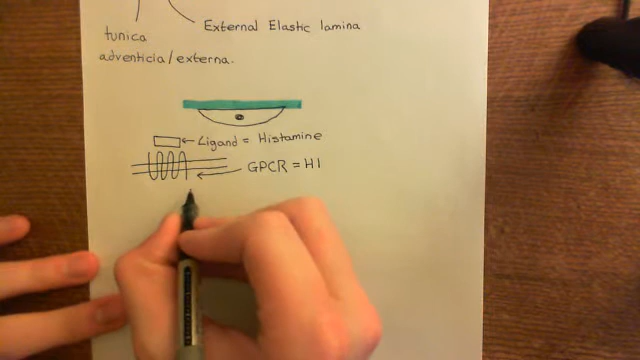 External Elastic lamina
tunica
adventicia/externa.
Ligand = Histamine
GPCR = H1